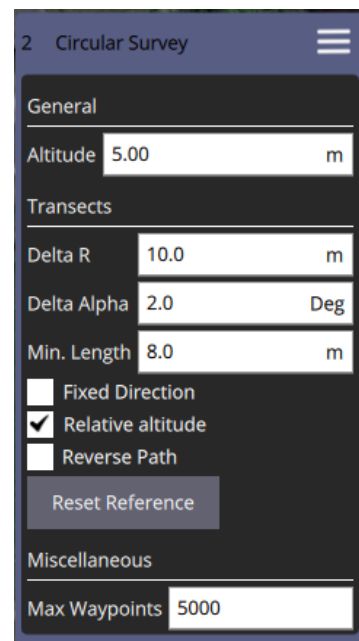 2 Circular Survey
General
Altitude 5.00 m
Transects
Delta R 10.0 m
Delta Alpha 2.0 Deg
Min. Length 8.0 m
Fixed Direction
Relative altitude
Reverse Path
Reset Reference
Miscellaneous
Max Waypoints 5000